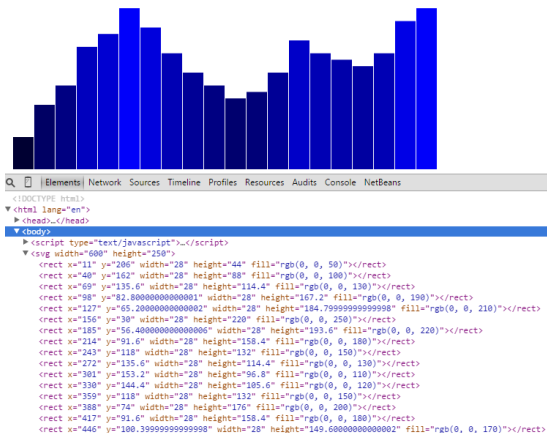 Elements Network Sources Timeline Profiles Resources Audits Console NetBeans
<!DOCTYPE html>
<html lang="en">
<head>…</head>
<body>
<script type="text/javascript">…</script>
<svg width="600" height="250">
<rect x="11" y="206" width="28" height="44" fill="rgb(0, 0, 50)"></rect>
<rect x="40" y="162" width="28" height="88" fill="rgb(0, 0, 100)"></rect>
<rect x="69" y="135.6" width="28" height="114.4" fill="rgb(0, 0, 130)"></rect>
<rect x="98" y="82.80000000000001" width="28" height="167.2" fill="rgb(0, 0, 190)"></rect>
<rect x="127" y="65.20000000000002" width="28" height="184.79999999999998" fill="rgb(0, 0, 210)"></rect>
<rect x="156" y="30" width="28" height="220" fill="rgb(0, 0, 250)"></rect>
<rect x="185" y="56.400000000000006" width="28" height="193.6" fill="rgb(0, 0, 220)"></rect>
<rect x="214" y="91.6" width="28" height="158.4" fill="rgb(0, 0, 180)"></rect>
<rect x="243" y="118" width="28" height="132" fill="rgb(0, 0, 150)"></rect>
<rect x="272" y="135.6" width="28" height="114.4" fill="rgb(0, 0, 130)"></rect>
<rect x="301" y="153.2" width="28" height="96.8" fill="rgb(0, 0, 110)"></rect>
<rect x="330" y="144.4" width="28" height="105.6" fill="rgb(0, 0, 120)"></rect>
<rect x="359" y="118" width="28" height="132" fill="rgb(0, 0, 150)"></rect>
<rect x="388" y="74" width="28" height="176" fill="rgb(0, 0, 200)"></rect>
<rect x="417" y="91.6" width="28" height="158.4" fill="rgb(0, 0, 180)"></rect>
<rect x="446" y="100.39999999999998" width="28" height="149.60000000000002" fill="rgb(0, 0, 170)"></rect>